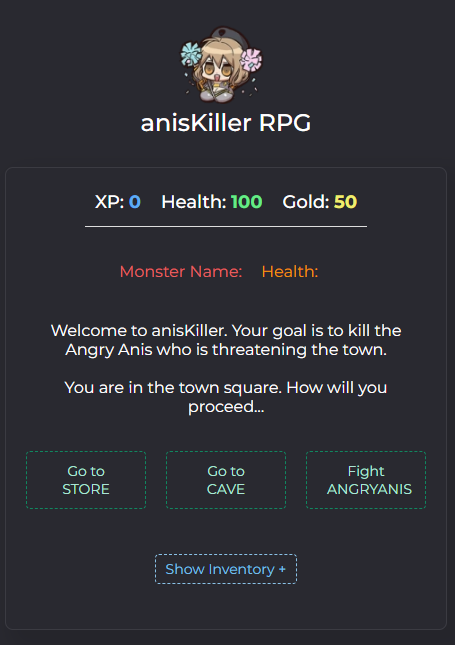 anisKiller RPG
XP: 0 Health: 100 Gold: 50
Monster Name: Health:
Welcome to anisKiller. Your goal is to kill the
Angry Anis who is threatening the town.
You are in the town square. How will you
proceed...
Go to
STORE
Go to
CAVE
Fight
ANGRYANIS
Show Inventory +